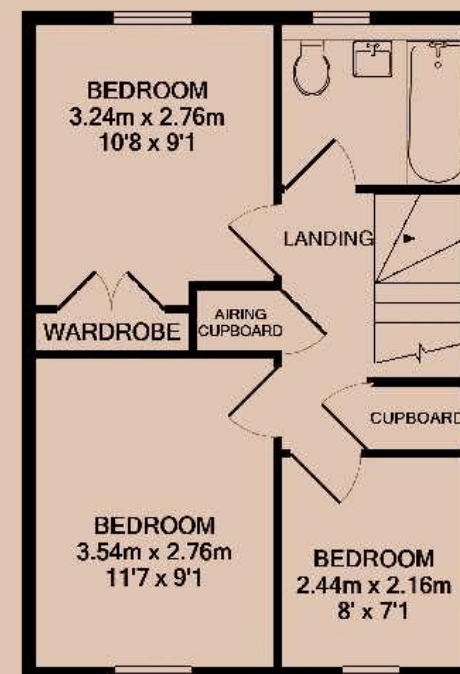 BEDROOM
3.24m x 2.76m
10'8 x 9'1
LANDING
AIRING
CUPBOARD
WARDROBE
CUPBOARD
BEDROOM
3.54m x 2.76m
11'7 x 9'1
BEDROOM
2.44m x 2.16m
8' x 7'1